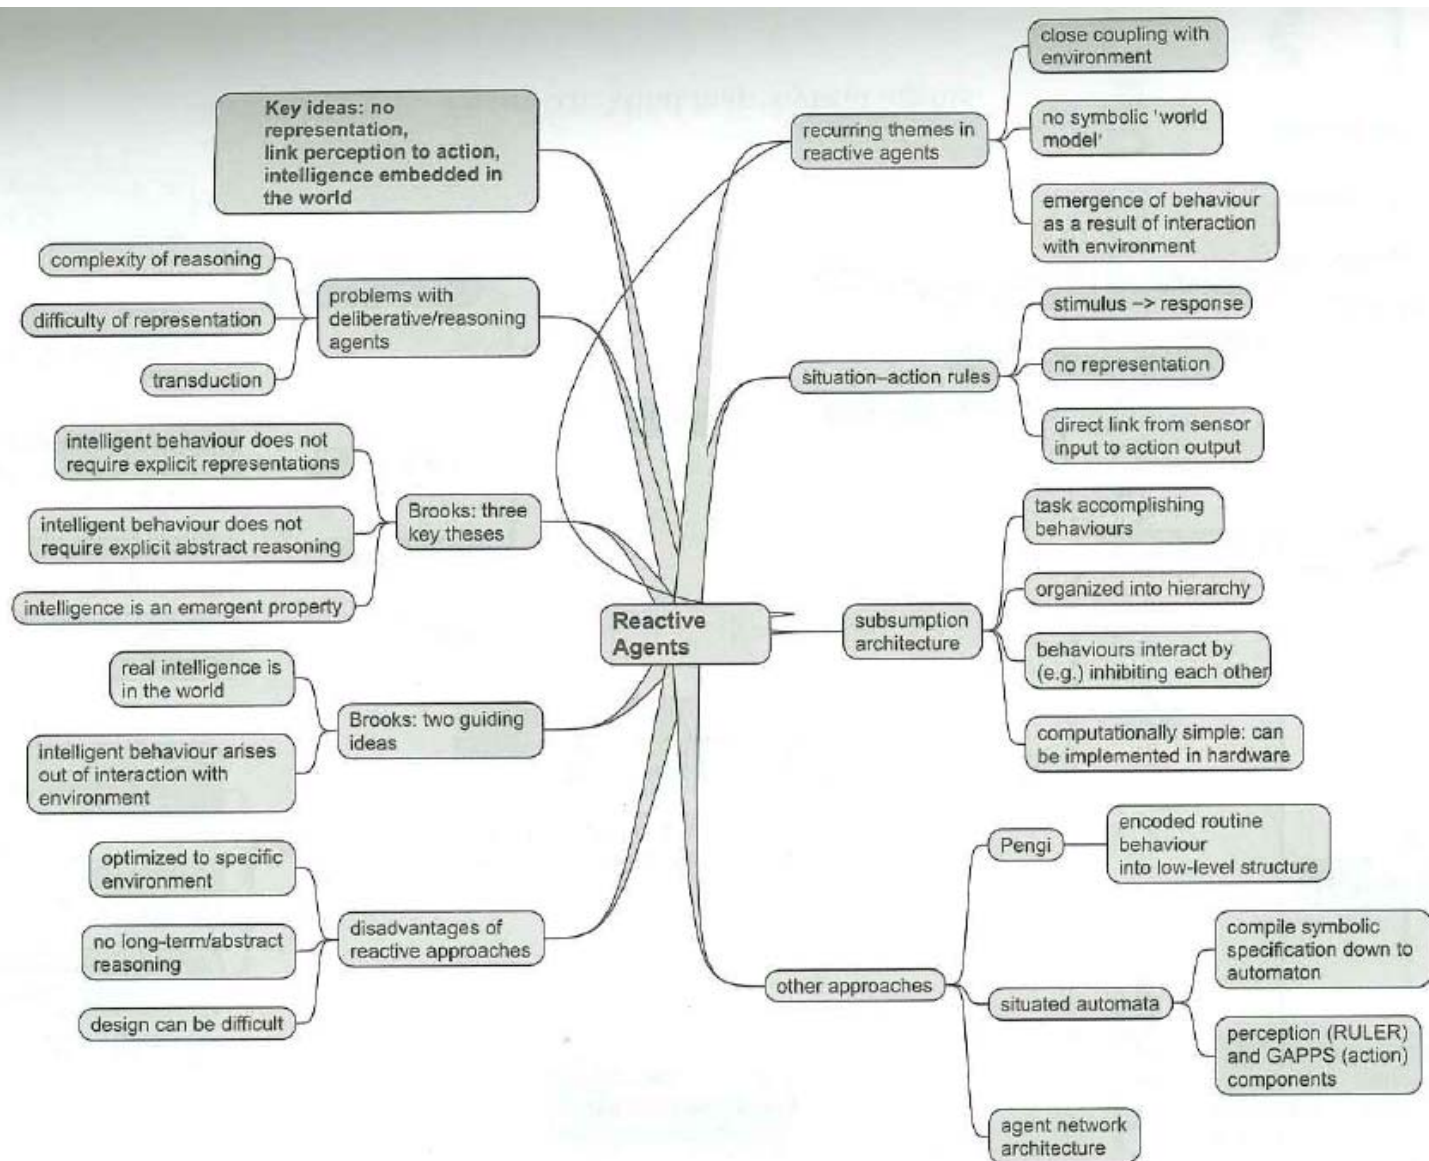 Key ideas: no
representation,
link perception to action,
intelligence embedded in
the world
complexity of reasoning
difficulty of representation
transduction
problems with
deliberative/reasoning
agents
intelligent behaviour does not
require explicit representations
intelligent behaviour does not
require explicit abstract reasoning
intelligence is an emergent property
Brooks: three
key theses
real intelligence is
in the world
intelligent behaviour arises
out of interaction with
environment
Brooks: two guiding
ideas
optimized to specific
environment
no long-term/abstract
reasoning
design can be difficult
disadvantages of
reactive approaches
Reactive
Agents
recurring themes in
reactive agents
close coupling with
environment
no symbolic 'world
model'
emergence of behaviour
as a result of interaction
with environment
situation–action rules
stimulus –> response
no representation
direct link from sensor
input to action output
subsumption
architecture
task accomplishing
behaviours
organized into hierarchy
behaviours interact by
(e.g.) inhibiting each other
computationally simple: can
be implemented in hardware
other approaches
Pengi
encoded routine
behaviour
into low-level structure
situated automata
compile symbolic
specification down to
automaton
perception (RULER)
and GAPPS (action)
components
agent network
architecture